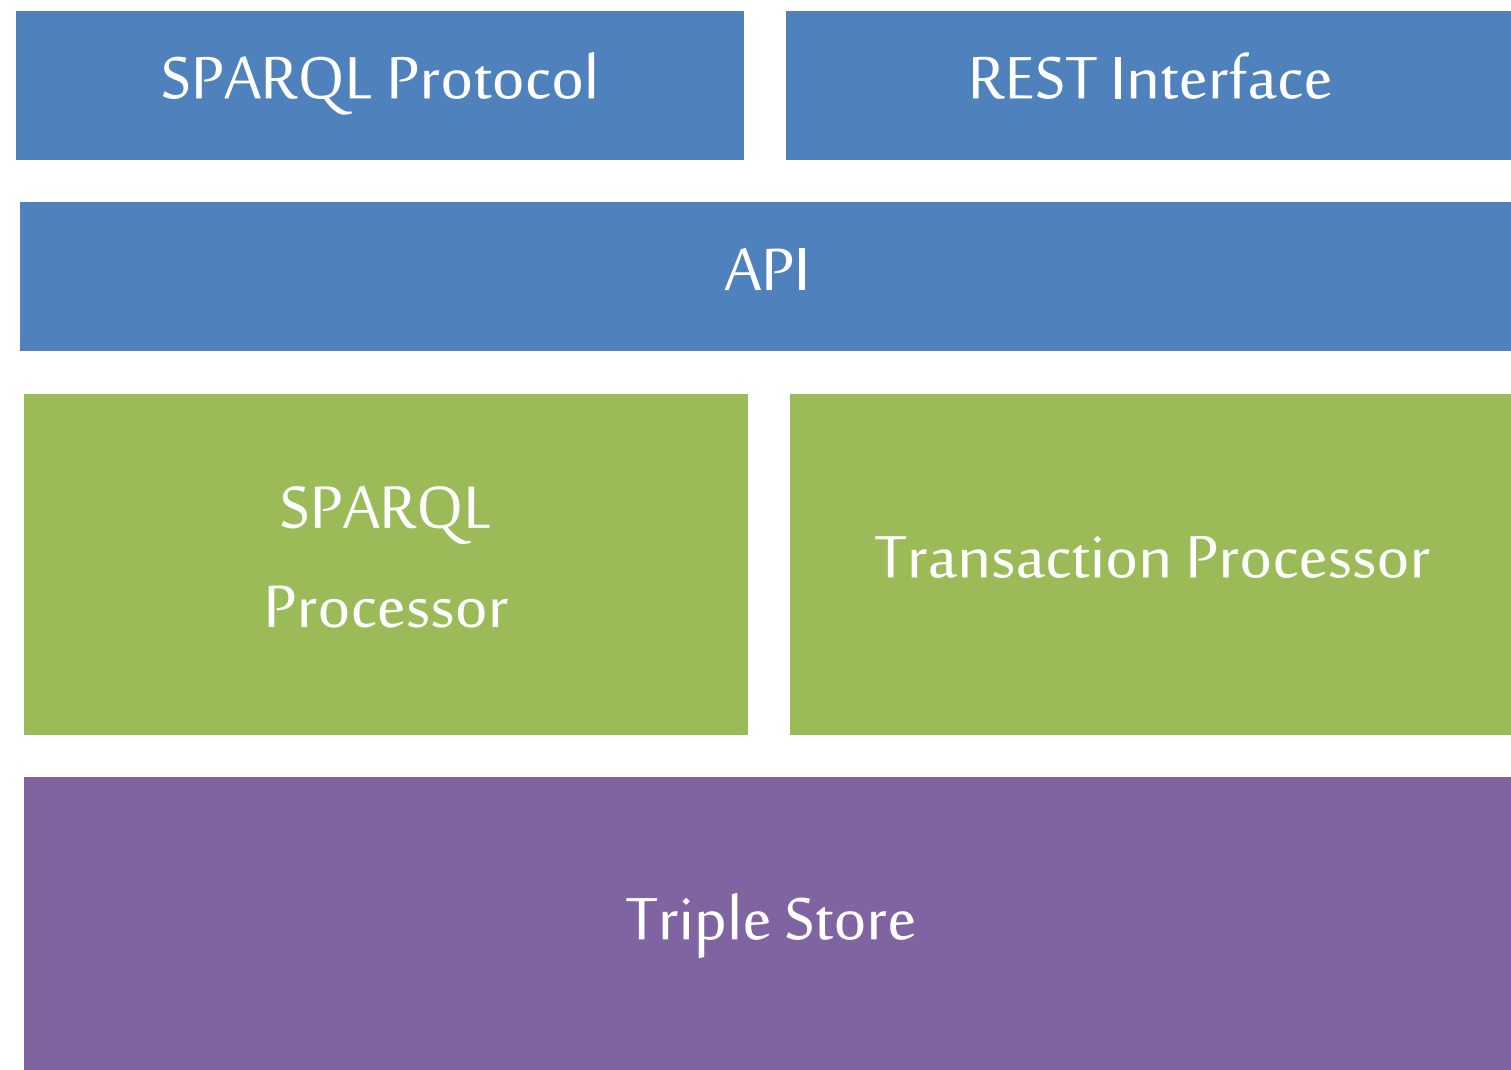 SPARQL Protocol
REST Interface
API
SPARQL
Processor
Transaction Processor
Triple Store